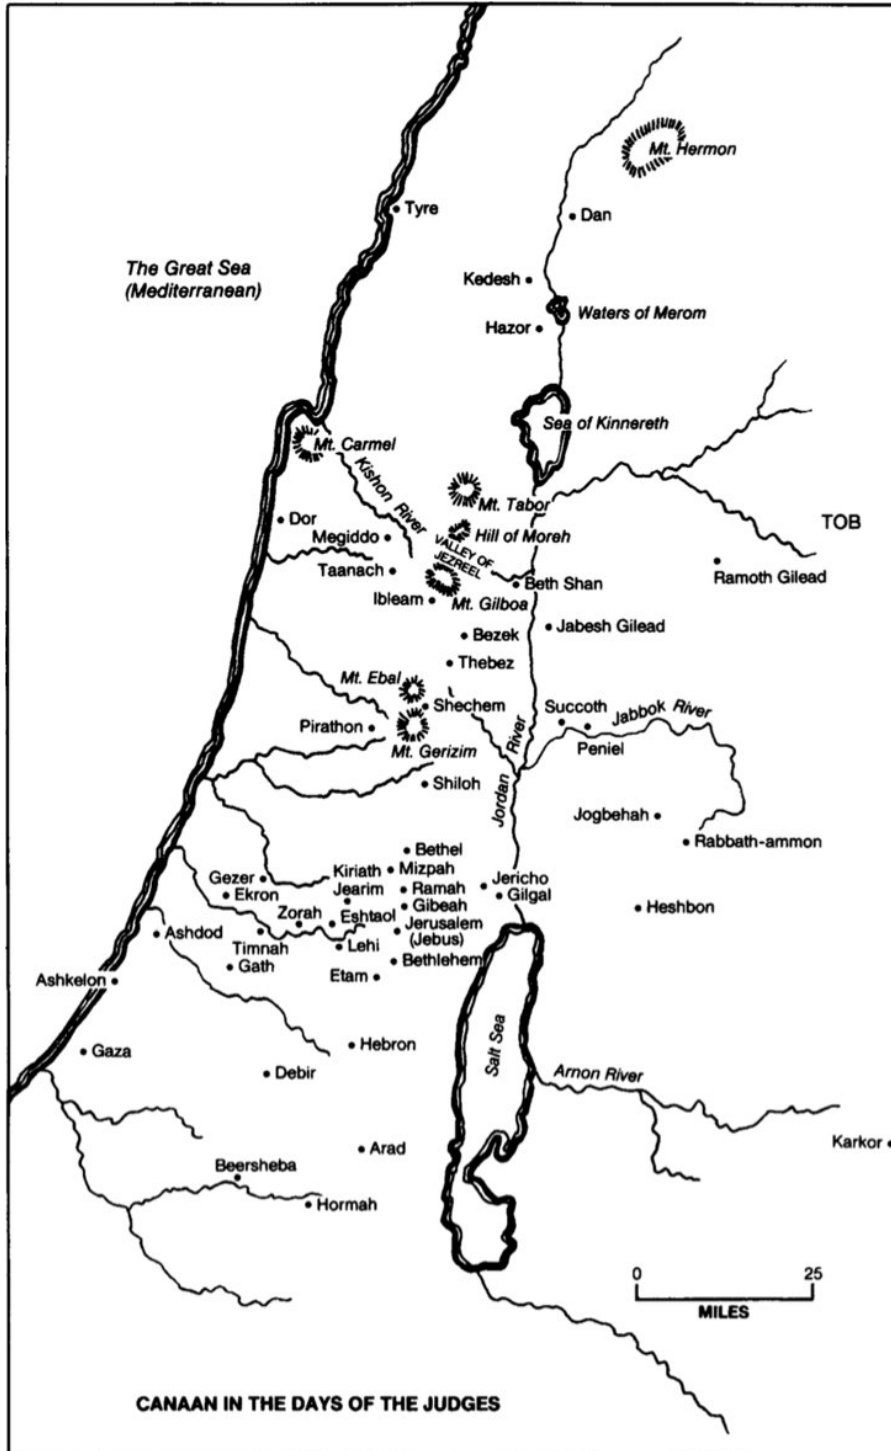 Mt. Hermon
Tyre
Dan
The Great Sea
(Mediterranean)
Kedesh
Waters of Merom
Hazor
Sea of Kinnereth
Mt. Carmel
Kishon River
Mt. Tabor
Dor
Hill of Moreh
TOB
Megiddo
VALLEY OF
JEZREEL
Taanach
Beth Shan
Ramoth Gilead
Ibleam
Mt. Gilboa
Bezek
Jabesh Gilead
Thebez
Mt. Ebal
Shechem
Succoth
Jabbok River
Pirathon
Mt. Gerizim
Peniel
Jordan River
Shiloh
Jogbehah
Rabbath-ammon
Bethel
Kiriath
Jearim
Mizpah
Gezer
Ekron
Ramah
Jericho
Gilgal
Gibeah
Heshbon
Zorah
Eshtaol
Jerusalem
(Jebus)
Ashdod
Timnah
Lehi
Gath
Bethlehem
Etam
Ashkelon
Salt Sea
Gaza
Hebron
Debir
Arnon River
Karkor
Arad
Beersheba
Hormah
0 25
MILES
CANAAN IN THE DAYS OF THE JUDGES